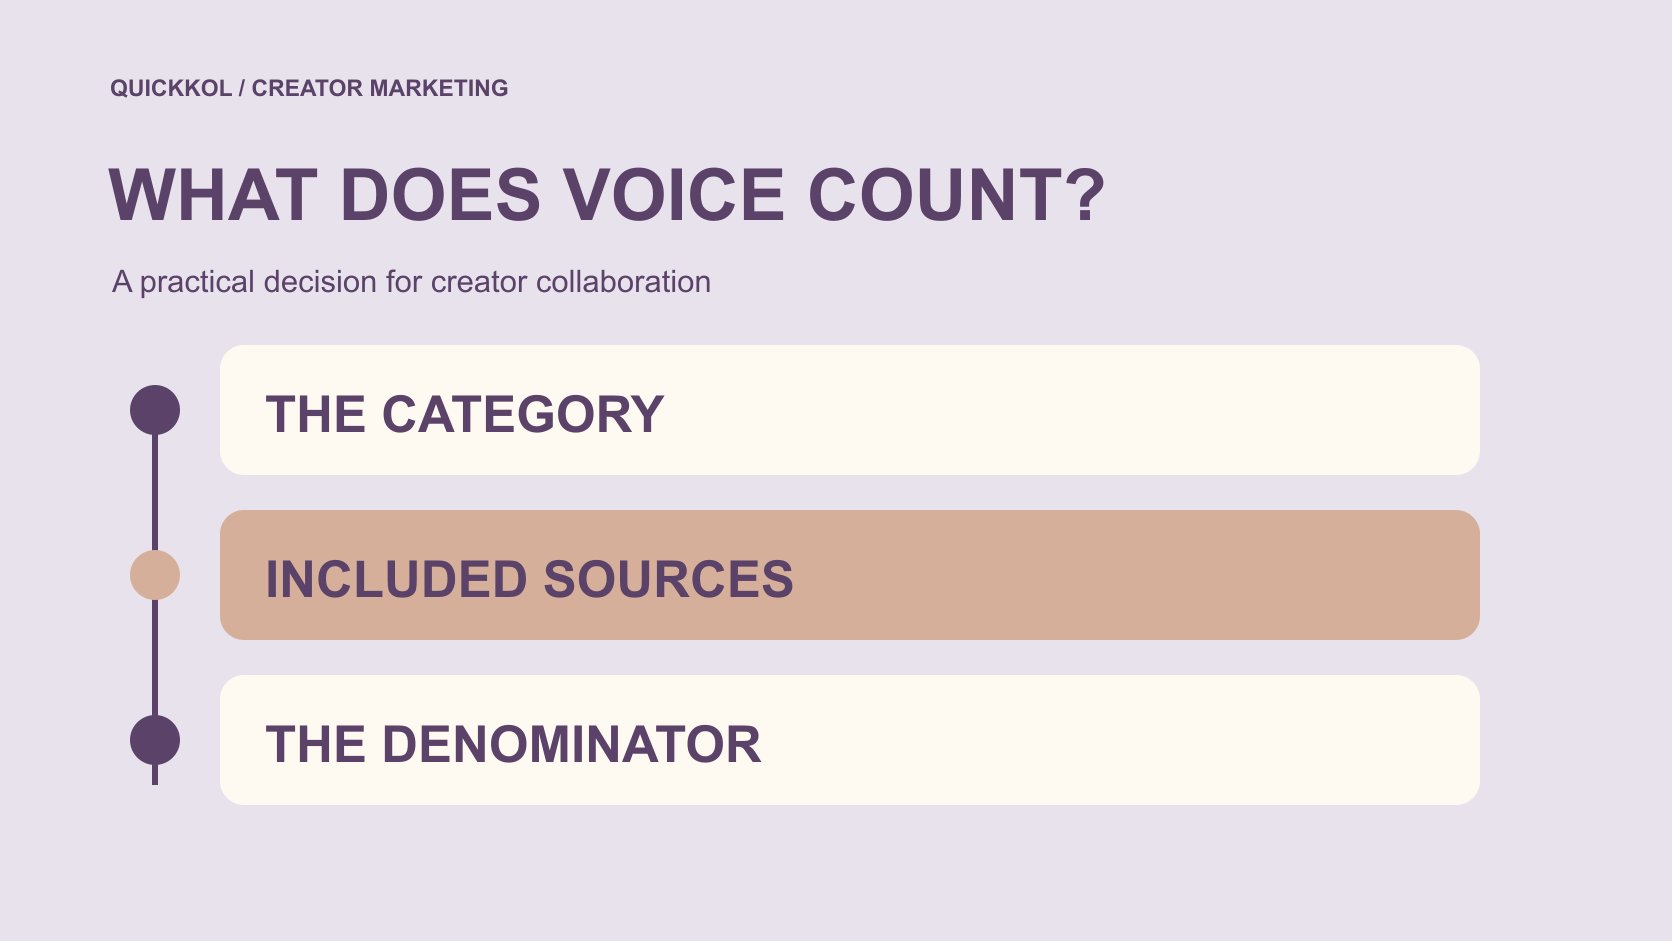 QUICKKOL / CREATOR MARKETING
WHAT DOES VOICE COUNT?
A practical decision for creator collaboration
THE CATEGORY
INCLUDED SOURCES
THE DENOMINATOR